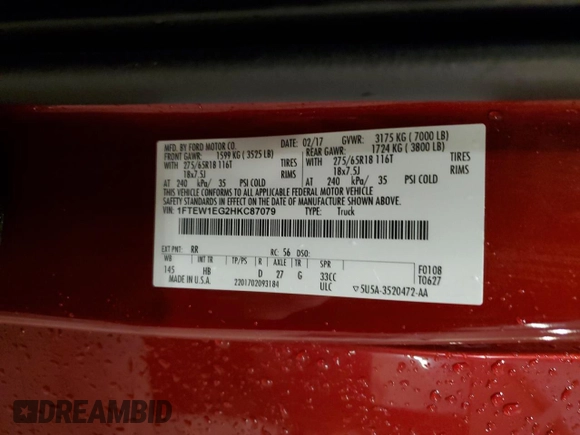 MFD. BY FORD MOTOR CO. DATE: 02/17 GVWR: 3175 KG ( 7000 LB)
FRONT GAWR: 1599 KG ( 3525 LB) REAR GAWR: 1724 KG ( 3800 LB)
WITH 275/65R18 116T TIRES WITH 275/65R18 116T TIRES
18x7.5J RIMS 18x7.5J RIMS
AT 240 kPa/ 35 PSI COLD AT 240 kPa/ 35 PSI COLD
THIS VEHICLE CONFORMS TO ALL APPLICABLE FEDERAL MOTOR VEHICLE
SAFETY STANDARDS IN EFFECT ON THE DATE OF MANUFACTURE SHOWN ABOVE.
VIN: 1FTEW1EG2HKC87079 TYPE: Truck
EXT PNT: RR RC: 56 DSO:
WB INT TR TP/PS R AXLE TR SPR F0108
145 HB D 27 G 33CC T0627
ULC
MADE IN U.S.A. 2201702093184 5U5A-3520472-AA
DREAMBID